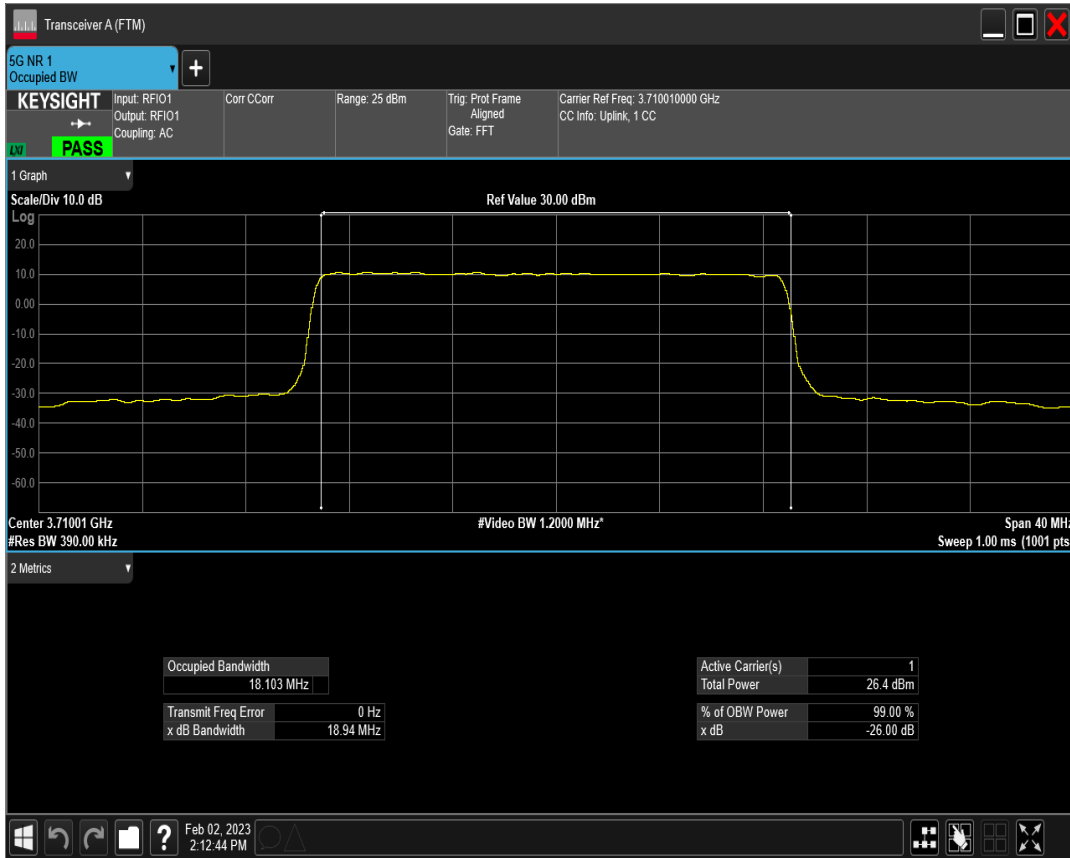 Transceiver A (FTM)
5G NR 1
Occupied BW
+
KEYSIGHT
LXI
PASS
Input: RFIO1
Output: RFIO1
Coupling: AC
Corr CCorr
Range: 25 dBm
Trig: Prot Frame
Aligned
Gate: FFT
Carrier Ref Freq: 3.710010000 GHz
CC Info: Uplink, 1 CC
1 Graph
Scale/Div 10.0 dB
Ref Value 30.00 dBm
Log
20.0
10.0
0.00
-10.0
-20.0
-30.0
-40.0
-50.0
-60.0
Center 3.71001 GHz
#Video BW 1.2000 MHz*
Span 40 MHz
#Res BW 390.00 kHz
Sweep 1.00 ms (1001 pts
2 Metrics
Occupied Bandwidth
18.103 MHz
Transmit Freq Error 0 Hz
x dB Bandwidth 18.94 MHz
Active Carrier(s) 1
Total Power 26.4 dBm
% of OBW Power 99.00 %
x dB -26.00 dB
?
Feb 02, 2023
2:12:44 PM